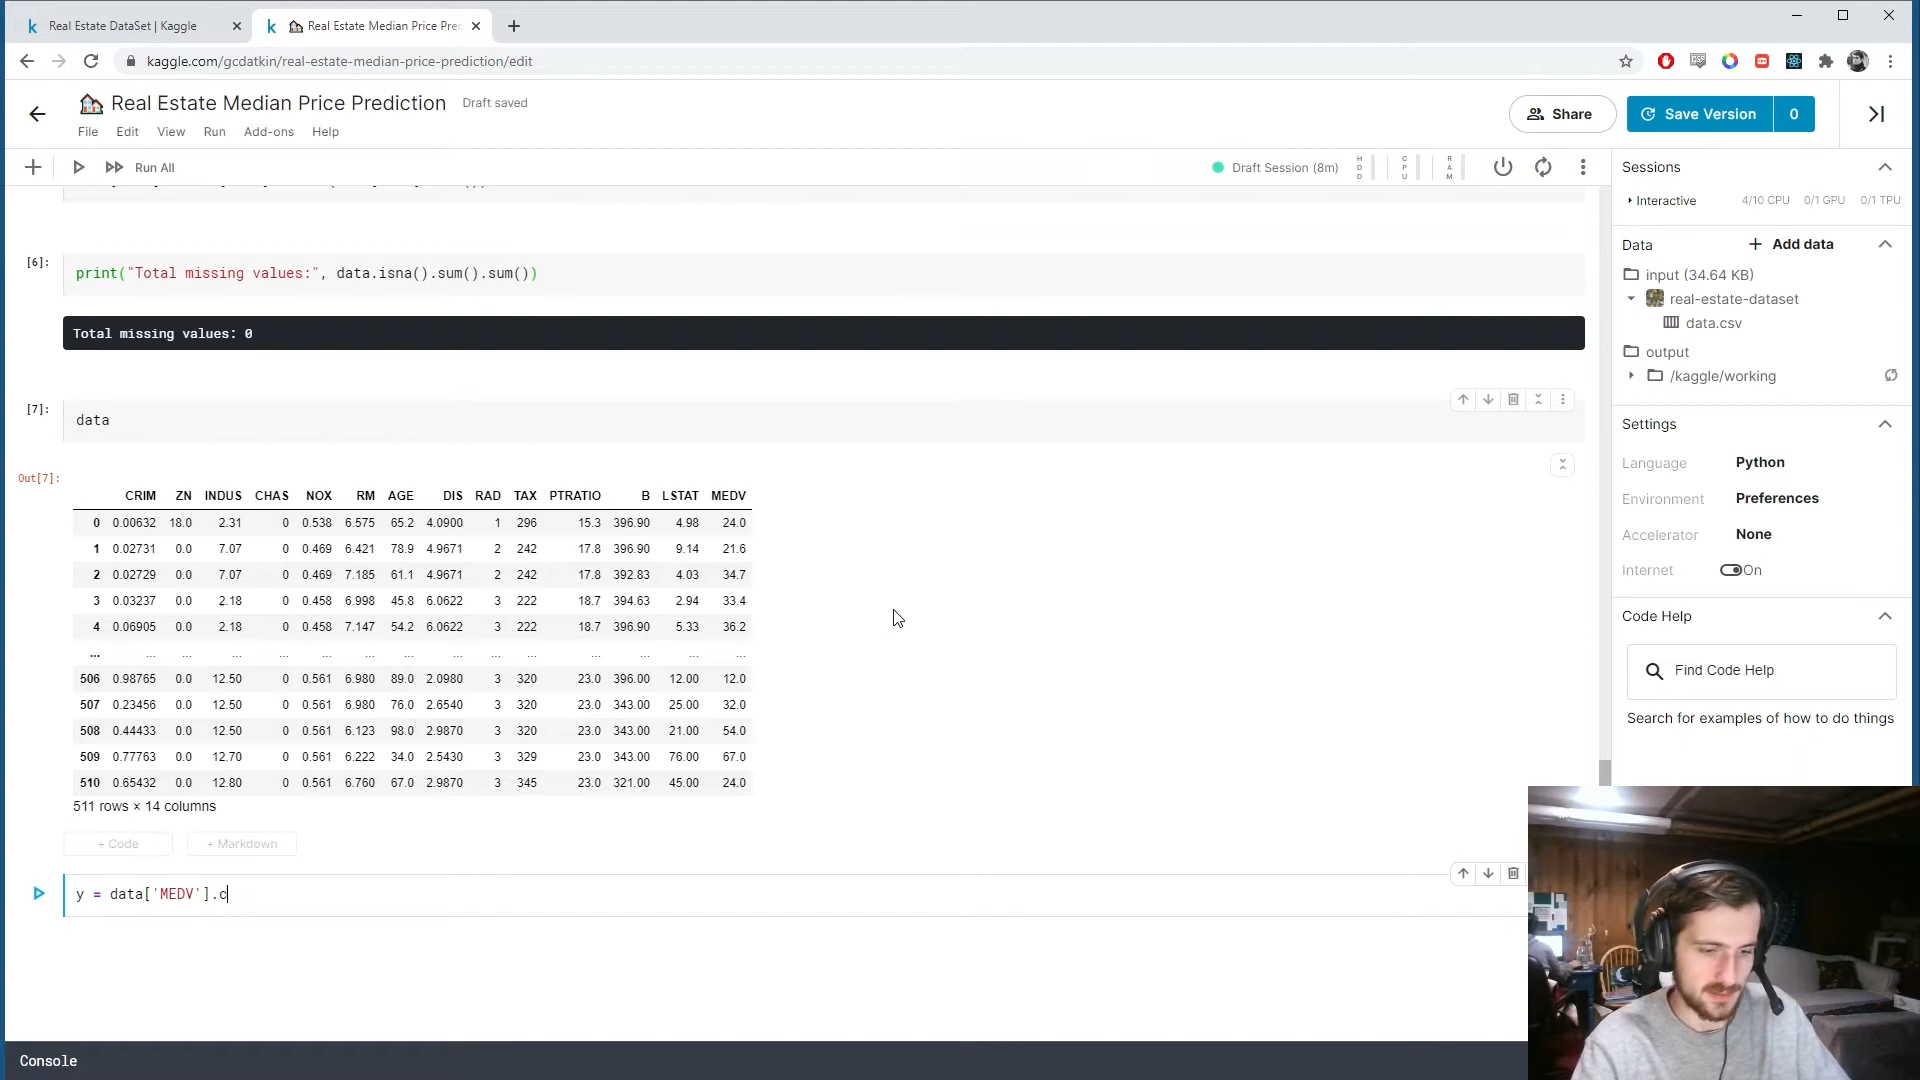 Real Estate DataSet | Kaggle
Real Estate Median Price Prec
kaggle.com/gcdatkin/real-estate-median-price-prediction/edit
Real Estate Median Price Prediction
Draft saved
File Edit View Run Add-ons Help
Share
Save Version 0
Run All
Draft Session (8m)
HDD
CPU
RAM
[6]:
print("Total missing values:", data.isna().sum().sum())
Total missing values: 0
[7]:
data
Out[7]:
CRIM ZN INDUS CHAS NOX RM AGE DIS RAD TAX PTRATIO B LSTAT MEDV
0 0.00632 18.0 2.31 0 0.538 6.575 65.2 4.0900 1 296 15.3 396.90 4.98 24.0
1 0.02731 0.0 7.07 0 0.469 6.421 78.9 4.9671 2 242 17.8 396.90 9.14 21.6
2 0.02729 0.0 7.07 0 0.469 7.185 61.1 4.9671 2 242 17.8 392.83 4.03 34.7
3 0.03237 0.0 2.18 0 0.458 6.998 45.8 6.0622 3 222 18.7 394.63 2.94 33.4
4 0.06905 0.0 2.18 0 0.458 7.147 54.2 6.0622 3 222 18.7 396.90 5.33 36.2
... ... ... ... ... ... ... ... ... ... ... ... ... ... ...
506 0.98765 0.0 12.50 0 0.561 6.980 89.0 2.0980 3 320 23.0 396.00 12.00 12.0
507 0.23456 0.0 12.50 0 0.561 6.980 76.0 2.6540 3 320 23.0 343.00 25.00 32.0
508 0.44433 0.0 12.50 0 0.561 6.123 98.0 2.9870 3 320 23.0 343.00 21.00 54.0
509 0.77763 0.0 12.70 0 0.561 6.222 34.0 2.5430 3 329 23.0 343.00 76.00 67.0
510 0.65432 0.0 12.80 0 0.561 6.760 67.0 2.9870 3 345 23.0 321.00 45.00 24.0
511 rows × 14 columns
+ Code + Markdown
y = data['MEDV'].c
Console
Sessions
Interactive 4/10 CPU 0/1 GPU 0/1 TPU
Data + Add data
input (34.64 KB)
real-estate-dataset
data.csv
output
/kaggle/working
Settings
Language Python
Environment Preferences
Accelerator None
Internet On
Code Help
Find Code Help
Search for examples of how to do things